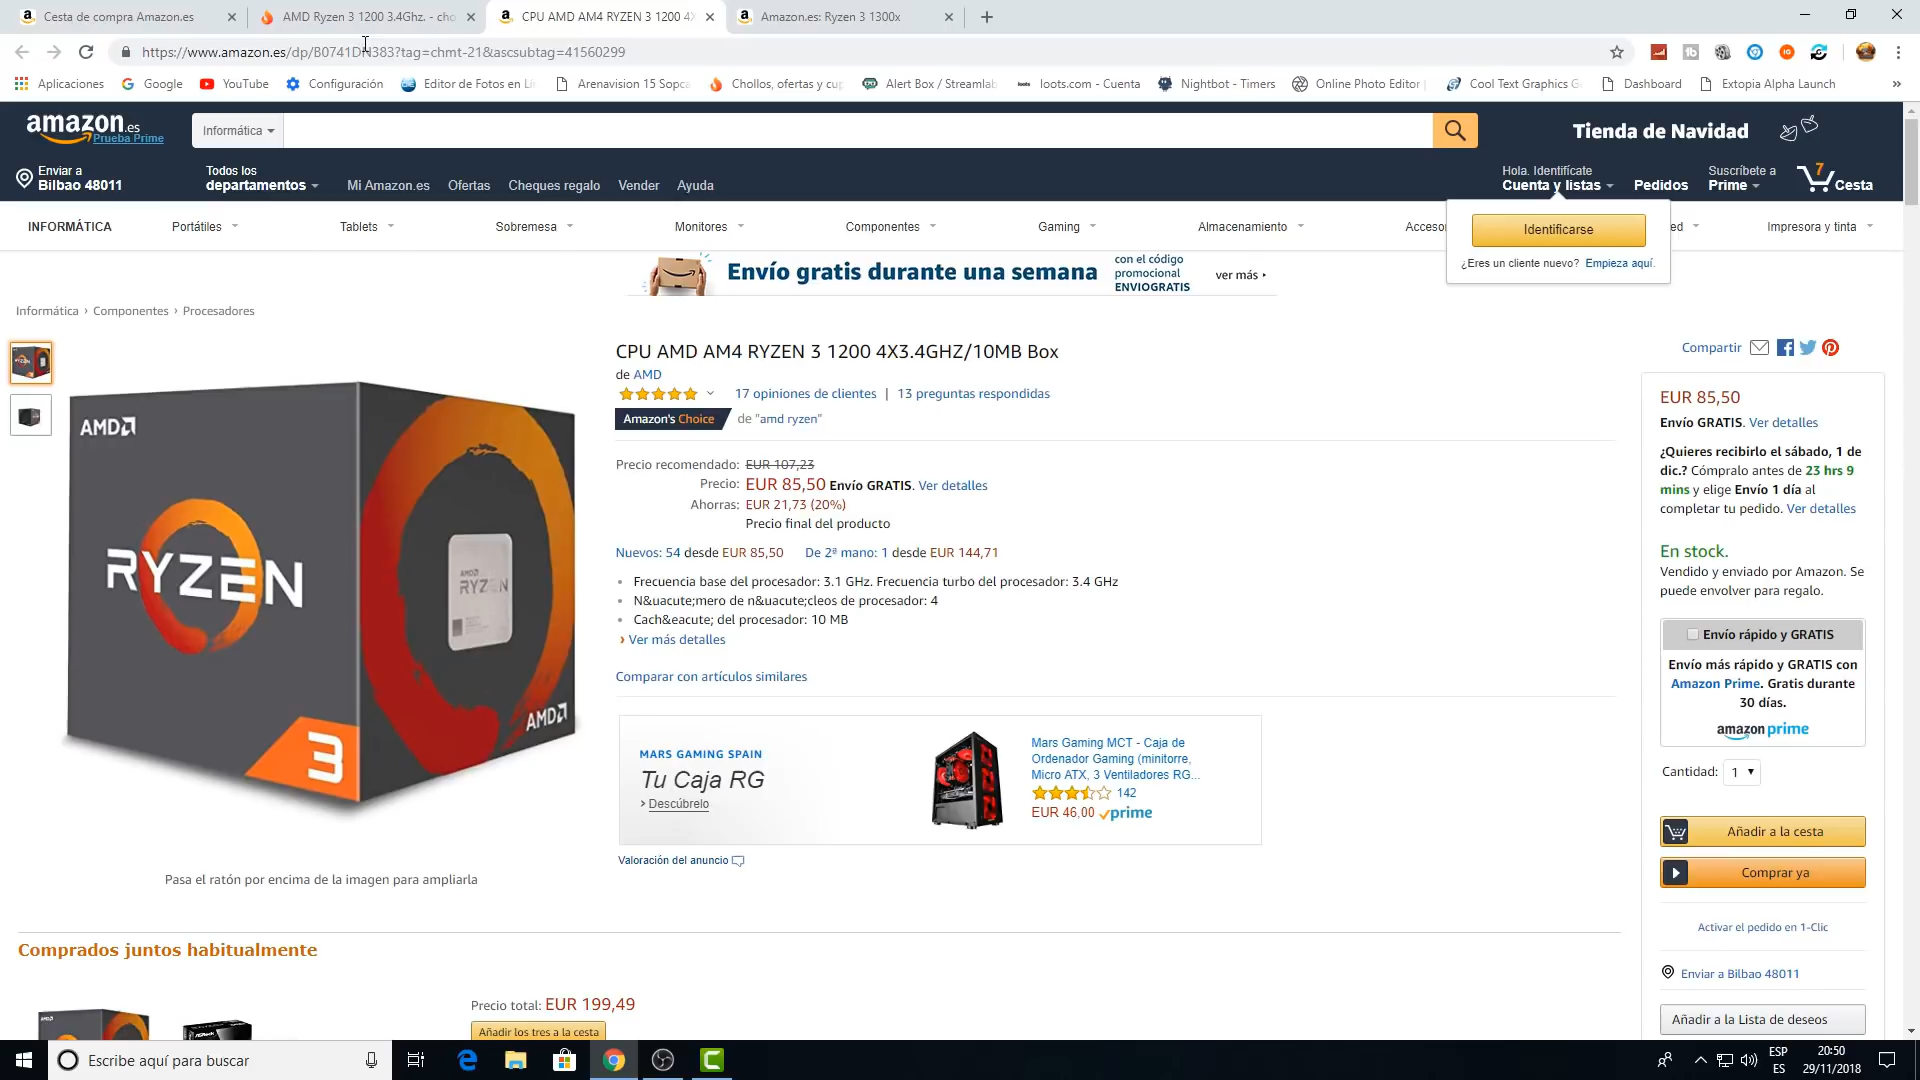 Cesta de compra Amazon.es
AMD Ryzen 3 1200 3.4Ghz. - cho
CPU AMD AM4 RYZEN 3 1200 4X
Amazon.es: Ryzen 3 1300x
https://www.amazon.es/dp/B0741DN383?tag=chmt-21&ascsubtag=41560299
Aplicaciones
Google
YouTube
Configuración
Editor de Fotos en Lí
Arenavision 15 Sopca
Chollos, ofertas y cup
Alert Box / Streamlab
loots.com - Cuenta
Nightbot - Timers
Online Photo Editor
Cool Text Graphics G
Dashboard
Extopia Alpha Launch
»
amazon.es
Prueba Prime
Informática
Tienda de Navidad
Enviar a
Bilbao 48011
Todos los
departamentos
Mi Amazon.es
Ofertas
Cheques regalo
Vender
Ayuda
Hola. Identifícate
Cuenta y listas
Pedidos
Suscríbete a
Prime
7
Cesta
INFORMÁTICA
Portátiles
Tablets
Sobremesa
Monitores
Componentes
Gaming
Almacenamiento
Acceso
ed
Impresora y tinta
Identificarse
¿Eres un cliente nuevo? Empieza aquí.
Envío gratis durante una semana
con el código
promocional
ENVIOGRATIS
ver más ›
Informática › Componentes › Procesadores
AMD
RYZEN
3
AMD
RYZEN
AMD
Pasa el ratón por encima de la imagen para ampliarla
CPU AMD AM4 RYZEN 3 1200 4X3.4GHZ/10MB Box
de AMD
17 opiniones de clientes | 13 preguntas respondidas
Amazon's Choice de "amd ryzen"
Precio recomendado: EUR 107,23
Precio: EUR 85,50 Envío GRATIS. Ver detalles
Ahorras: EUR 21,73 (20%)
Precio final del producto
Nuevos: 54 desde EUR 85,50 De 2ª mano: 1 desde EUR 144,71
• Frecuencia base del procesador: 3.1 GHz. Frecuencia turbo del procesador: 3.4 GHz
• N&uacute;mero de n&uacute;cleos de procesador: 4
• Cach&eacute; del procesador: 10 MB
› Ver más detalles
Comparar con artículos similares
MARS GAMING SPAIN
Tu Caja RG
› Descúbrelo
Mars Gaming MCT - Caja de
Ordenador Gaming (minitorre,
Micro ATX, 3 Ventiladores RG...
142
EUR 46,00 prime
Valoración del anuncio
Compartir
EUR 85,50
Envío GRATIS. Ver detalles
¿Quieres recibirlo el sábado, 1 de
dic.? Cómpralo antes de 23 hrs 9
mins y elige Envío 1 día al
completar tu pedido. Ver detalles
En stock.
Vendido y enviado por Amazon. Se
puede envolver para regalo.
Envío rápido y GRATIS
Envío más rápido y GRATIS con
Amazon Prime. Gratis durante
30 días.
amazon prime
Cantidad: 1
Añadir a la cesta
Comprar ya
Activar el pedido en 1-Clic
Enviar a Bilbao 48011
Añadir a la Lista de deseos
Comprados juntos habitualmente
Precio total: EUR 199,49
Añadir los tres a la cesta
Escribe aquí para buscar
ESP
ES
20:50
29/11/2018